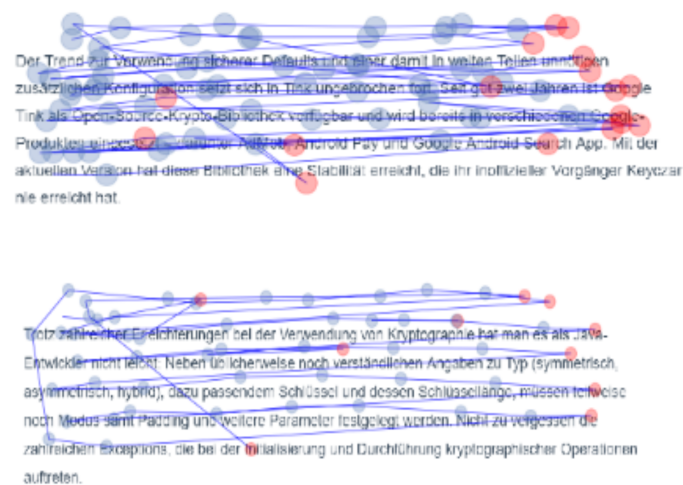 Der Trend zur Verwendung sicherer Defaults und einer damit in weiten Teilen unnötigen
zusätzlichen Konfiguration setzt sich in Tink ungebrochen fort. Seit gut zwei Jahren ist Google
Tink als Open-Source-Krypto-Bibliothek verfügbar und wird bereits in verschiedenen Google-
Produkten eingesetzt, darunter AdMob, Android Pay und Google Android Search App. Mit der
aktuellen Version hat diese Bibliothek eine Stabilität erreicht, die ihr inoffizieller Vorgänger Keyczar
nie erreicht hat.
Trotz zahlreicher Erleichterungen bei der Verwendung von Kryptographie hat man es als Java-
Entwickler nicht leicht. Neben üblicherweise noch verständlichen Angaben zu Typ (symmetrisch,
asymmetrisch, hybrid), dazu passendem Schlüssel und dessen Schlüssellänge, müssen teilweise
noch Modus samt Padding und weitere Parameter festgelegt werden. Nicht zu vergessen die
zahlreichen Exceptions, die bei der Initialisierung und Durchführung kryptographischer Operationen
auftreten.